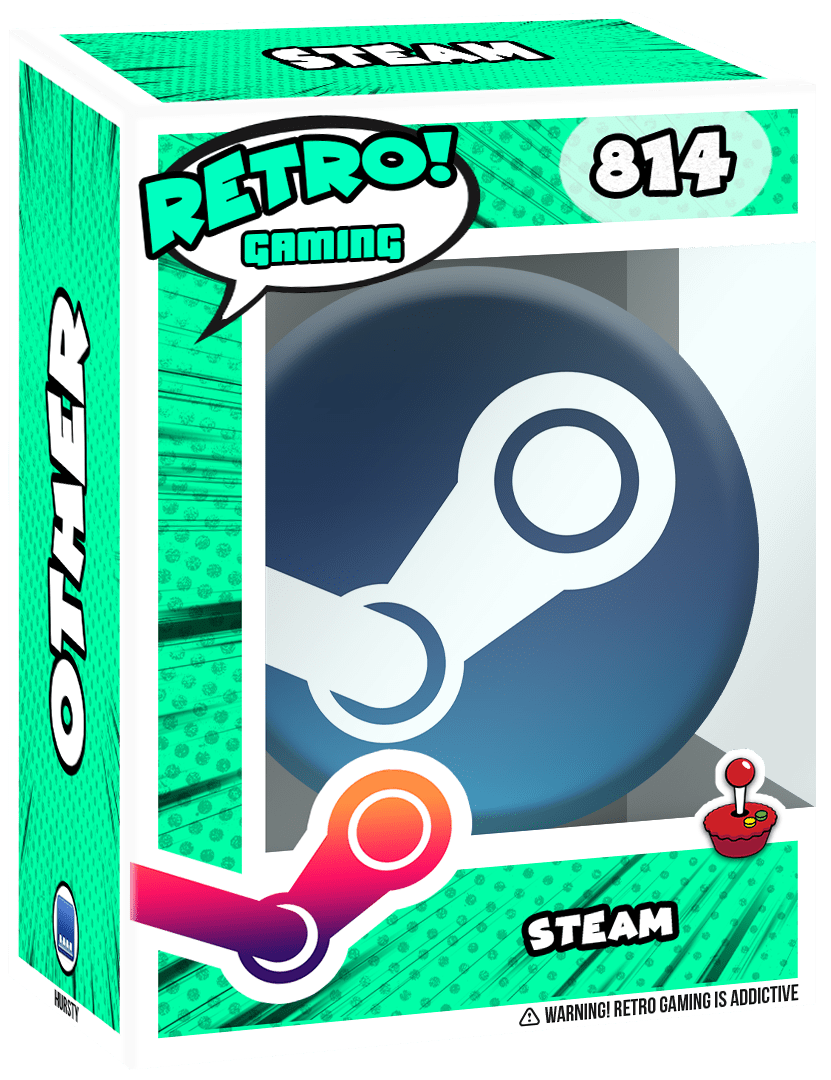 STEAM
RETRO!
GAMING
814
OTHER
STEAM
HURSTY
WARNING! RETRO GAMING IS ADDICTIVE